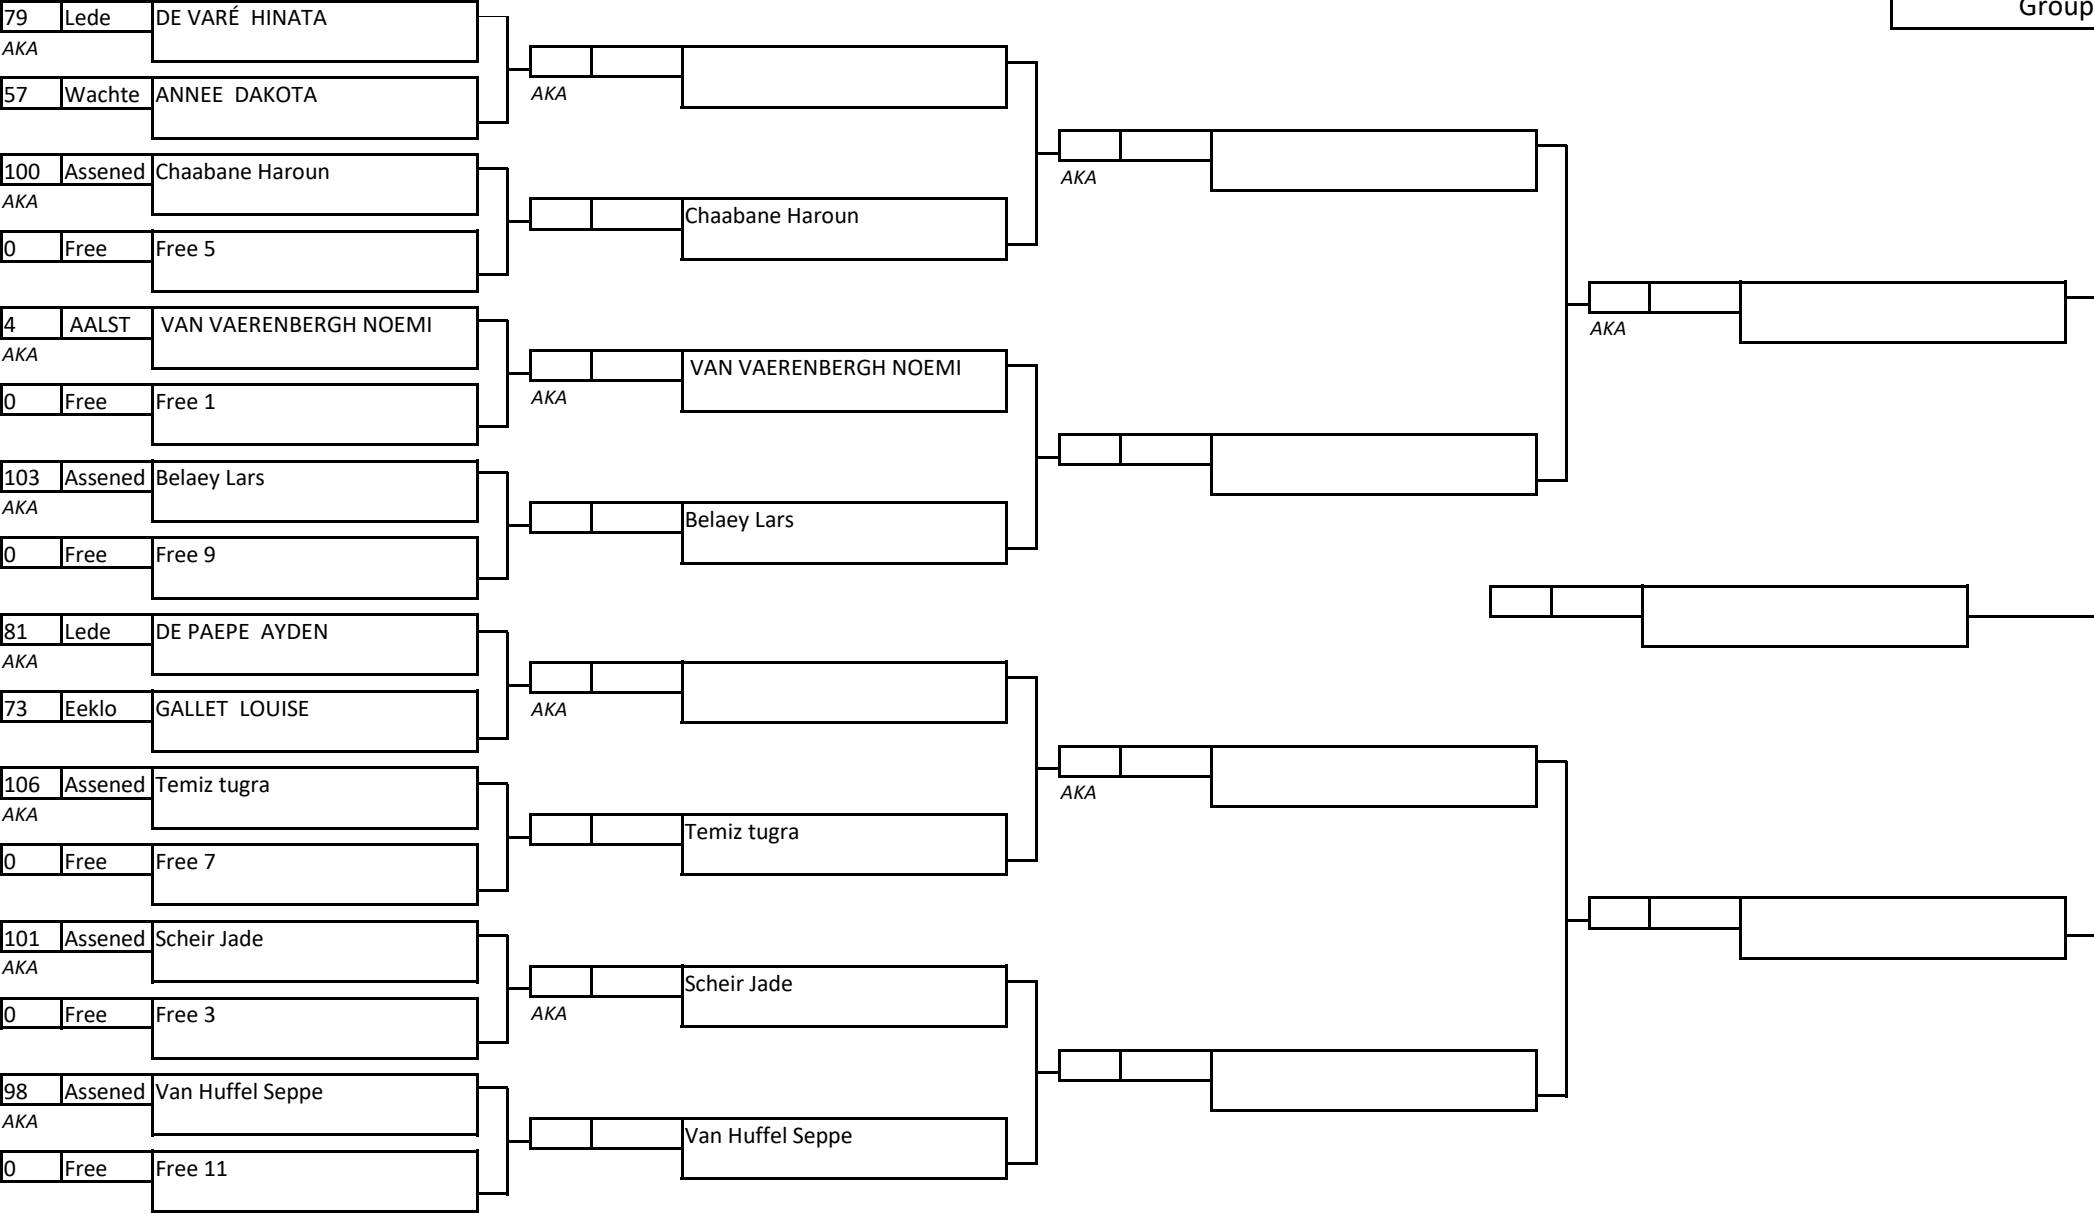 Group
79 Lede DE VARÉ  HINATA
AKA
AKA
57 Wachte ANNEE  DAKOTA
100 Assened Chaabane Haroun
AKA
AKA
Chaabane Haroun
0 Free Free 5
4 AALST VAN VAERENBERGH NOEMI
AKA
AKA
VAN VAERENBERGH NOEMI
0 Free Free 1
AKA
103 Assened Belaey Lars
AKA
Belaey Lars
0 Free Free 9
81 Lede DE PAEPE  AYDEN
AKA
73 Eeklo GALLET  LOUISE
AKA
106 Assened Temiz tugra
AKA
AKA
Temiz tugra
0 Free Free 7
101 Assened Scheir Jade
AKA
Scheir Jade
0 Free Free 3
AKA
98 Assened Van Huffel Seppe
AKA
Van Huffel Seppe
0 Free Free 11